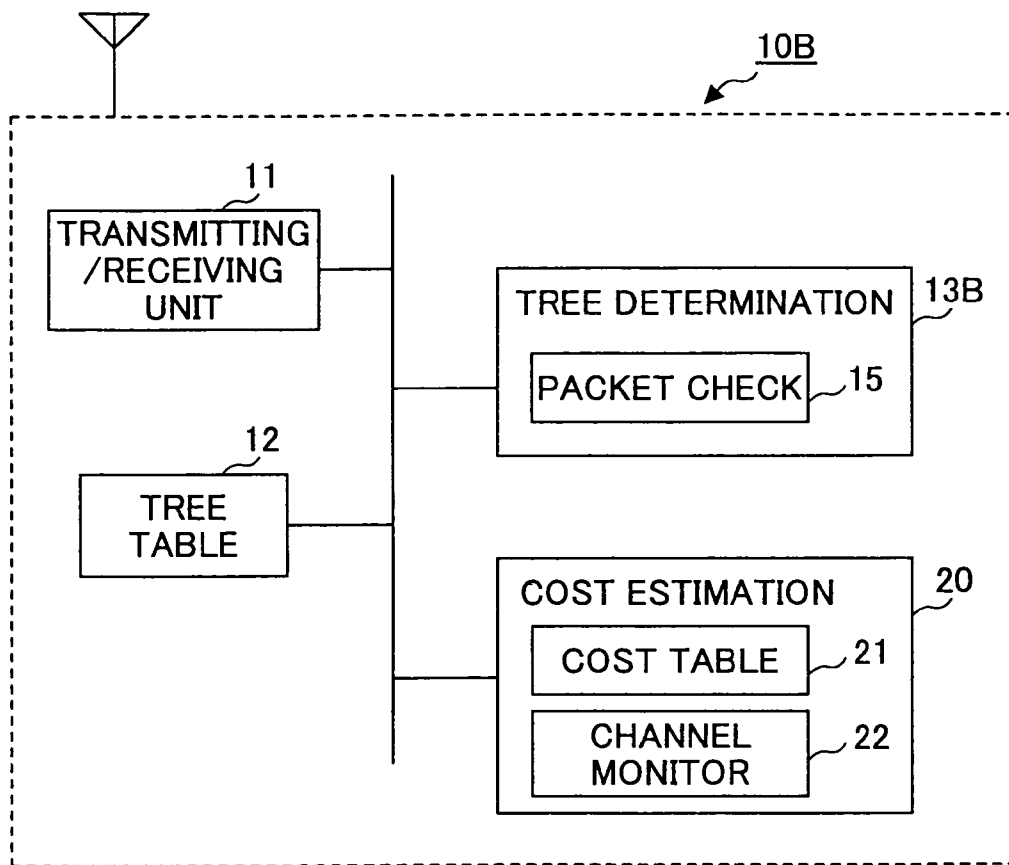 10B
11
TRANSMITTING
/RECEIVING
UNIT
TREE DETERMINATION
13B
PACKET CHECK
15
12
TREE
TABLE
COST ESTIMATION
20
COST TABLE
21
CHANNEL
MONITOR
22